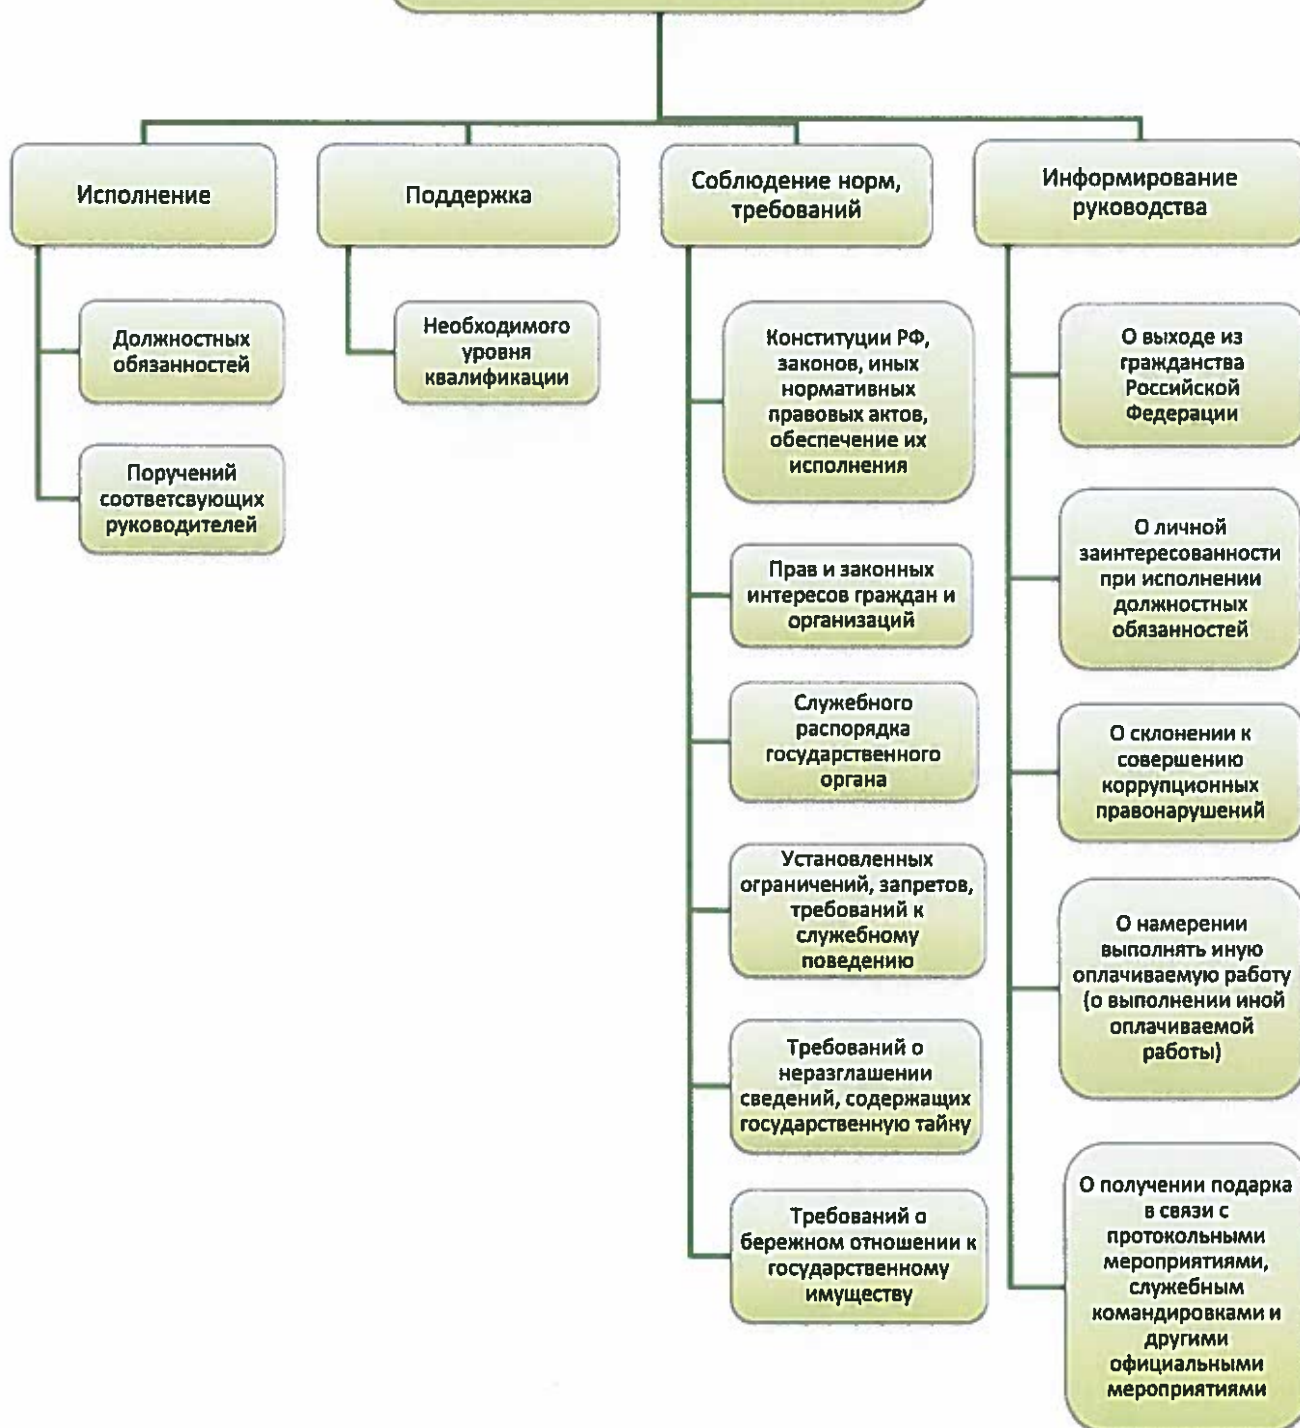 Исполнение
Должностных
обязанностей
Поручений
соответсвующих
руководителей
Поддержка
Необходимого
уровня
квалификации
Соблюдение норм,
требований
Конституции РФ,
законов, иных
нормативных
правовых актов,
обеспечение их
исполнения
Прав и законных
интересов граждан и
организаций
Служебного
распорядка
государственного
органа
Установленных
ограничений, запретов,
требований к
служебному
поведению
Требований о
неразглашении
сведений, содержащих
государственную тайну
Требований о
бережном отношении к
государственному
имуществу
Информирование
руководства
О выходе из
гражданства
Российской
Федерации
О личной
заинтересованности
при исполнении
должностных
обязанностей
О склонении к
совершению
коррупционных
правонарушений
О намерении
выполнять иную
оплачиваемую работу
(о выполнении иной
оплачиваемой
работы)
О получении подарка
в связи с
протокольными
мероприятиями,
служебным
командировками и
другими
официальными
мероприятиями